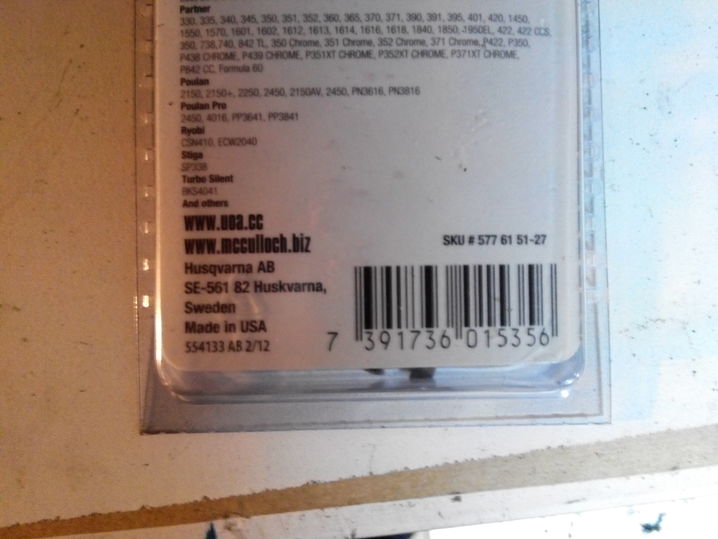 Partner
330, 335, 340, 345, 350, 351, 352, 360, 365, 370, 371, 390, 391, 395, 401, 420, 1450,
1550, 1570, 1601, 1602, 1612, 1613, 1614, 1616, 1618, 1840, 1850, 1950EL, 422, 422 CCS,
350, 738,740, 842 TL, 350 Chrome, 351 Chrome, 352 Chrome, 371 Chrome, P422, P350,
P438 CHROME, P439 CHROME, P351XT CHROME, P352XT CHROME, P371XT CHROME,
P842 CC, Formula 60
Poulan
2150, 2150+, 2250, 2450, 2150AV, 2450, PN3616, PN3816
Poulan Pro
2450, 4016, PP3641, PP3841
Ryobi
CSN410, ECW2040
Stiga
SP338
Turbo Silent
BKS4041
And others
www.uoa.cc
www.mcculloch.biz
SKU # 577 61 51-27
Husqvarna AB
SE-561 82 Huskvarna,
Sweden
Made in USA
554133 AB 2/12
7 391736 015356